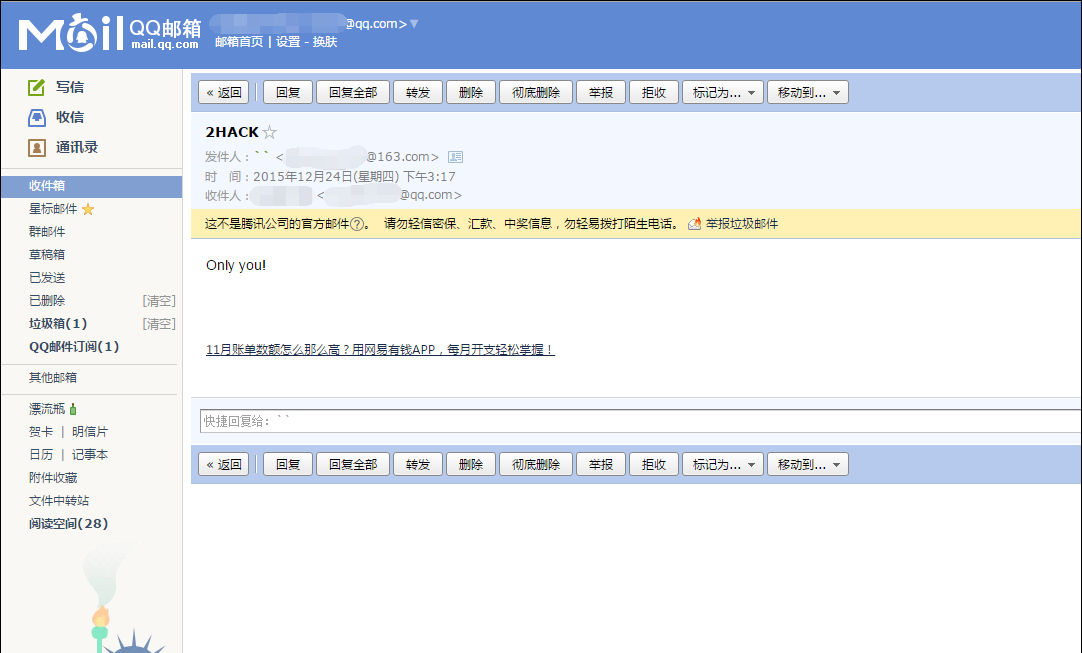 Mail QQ邮箱
mail.qq.com
@qq.com>
邮箱首页 | 设置 - 换肤
写信
收信
通讯录
收件箱
星标邮件
群邮件
草稿箱
已发送
已删除 [清空]
垃圾箱(1) [清空]
QQ邮件订阅(1)
其他邮箱
漂流瓶
贺卡 | 明信片
日历 | 记事本
附件收藏
文件中转站
阅读空间(28)
« 返回 回复 回复全部 转发 删除 彻底删除 举报 拒收 标记为... 移动到...
2HACK
发件人：`` < @163.com>
时 间：2015年12月24日(星期四) 下午3:17
收件人： < @qq.com>
这不是腾讯公司的官方邮件?。 请勿轻信密保、汇款、中奖信息，勿轻易拨打陌生电话。 举报垃圾邮件
Only you!
11月账单数额怎么那么高？用网易有钱APP，每月开支轻松掌握！
快捷回复给：``
« 返回 回复 回复全部 转发 删除 彻底删除 举报 拒收 标记为... 移动到...